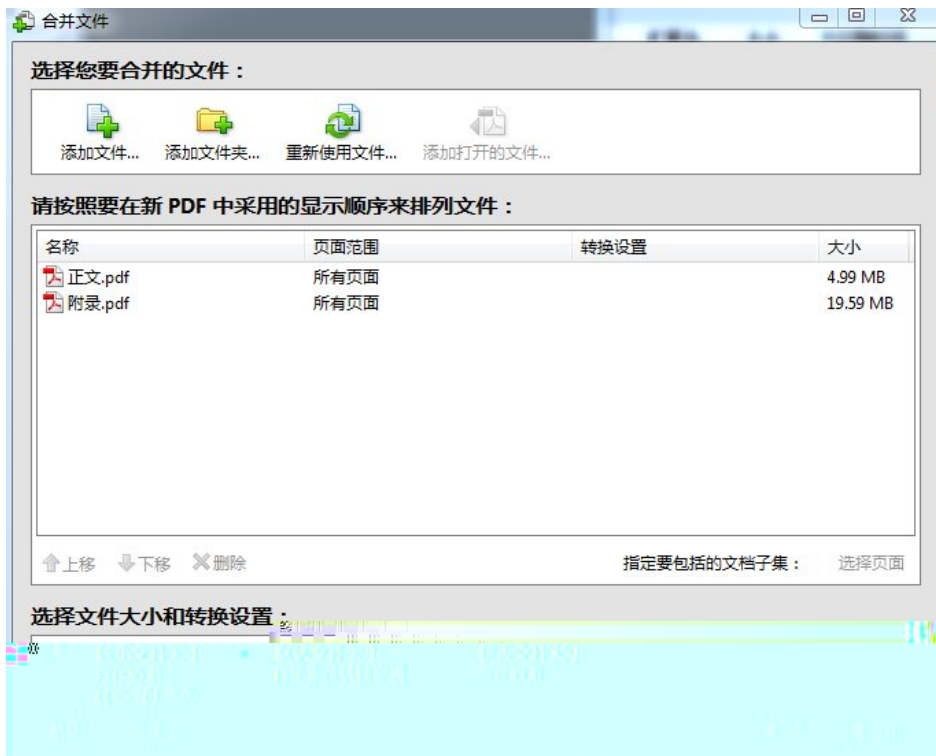 合并文件
选择您要合并的文件：
添加文件... 添加文件夹... 重新使用文件... 添加打开的文件...
请按照要在新 PDF 中采用的显示顺序来排列文件：
名称 页面范围 转换设置 大小
正文.pdf 所有页面 4.99 MB
附录.pdf 所有页面 19.59 MB
上移 下移 删除 指定要包括的文档子集： 选择页面
选择文件大小和转换设置：